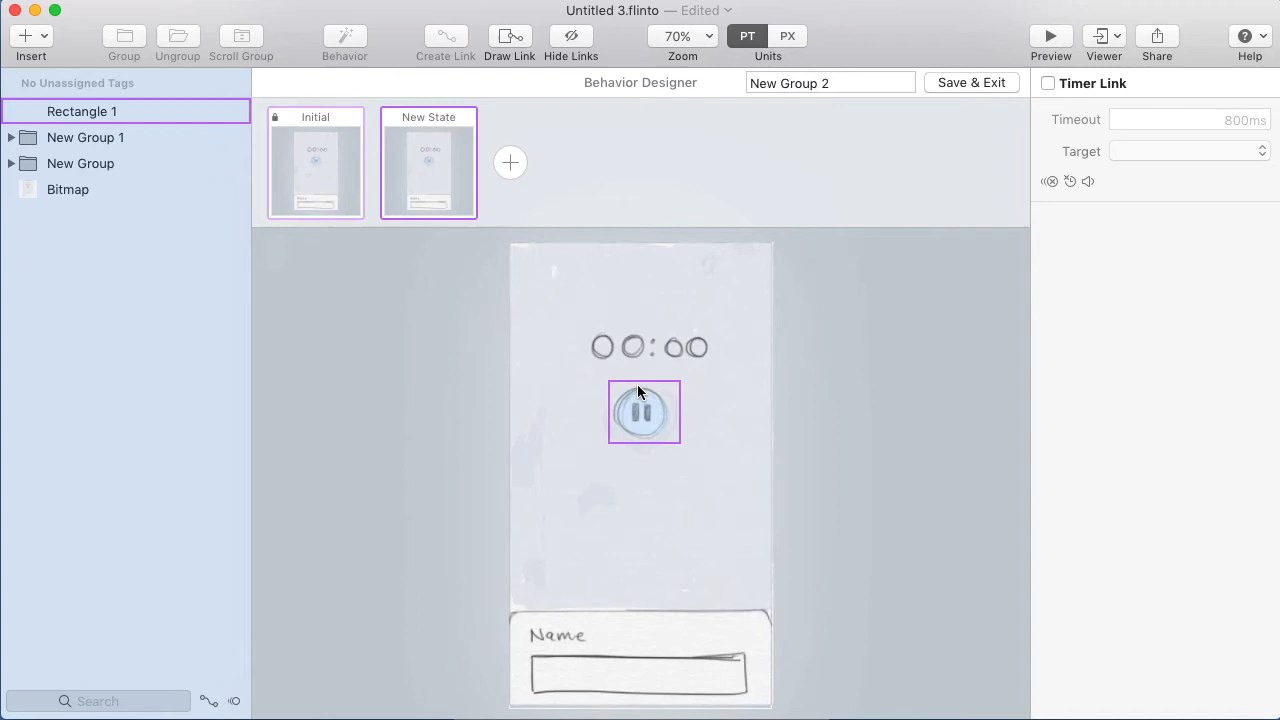 Untitled 3.flinto — Edited
Insert
Group
Ungroup
Scroll Group
Behavior
Create Link
Draw Link
Hide Links
70%
Zoom
PT
PX
Units
Preview
Viewer
Share
Help
No Unassigned Tags
Behavior Designer
New Group 2
Save & Exit
Timer Link
Rectangle 1
New Group 1
New Group
Bitmap
Initial
New State
Timeout
800ms
Target
00:00
Name
Search